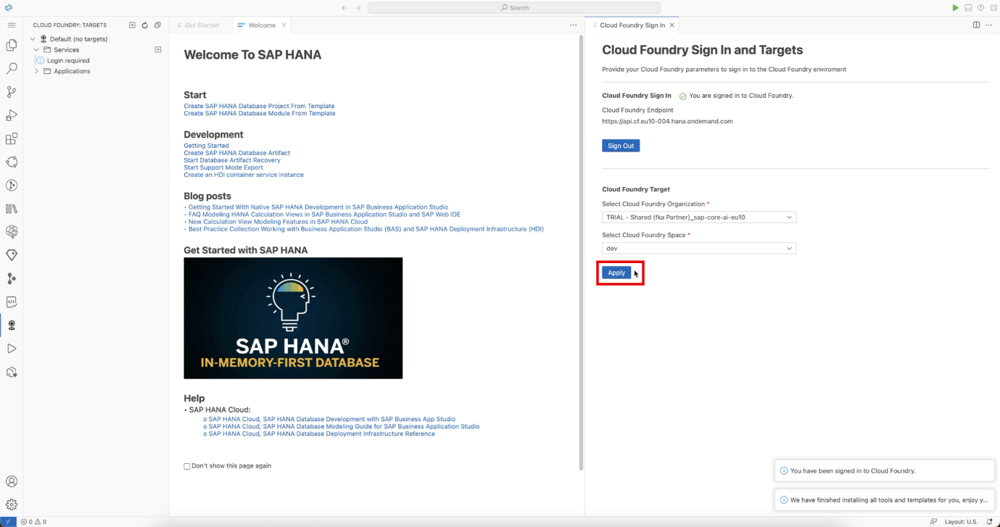 Search
CLOUD FOUNDRY: TARGETS
Default (no targets)
Services
Login required
Applications
Get Started
Welcome
Welcome To SAP HANA
Start
Create SAP HANA Database Project From Template
Create SAP HANA Database Module From Template
Development
Getting Started
Create SAP HANA Database Artifact
Start Database Artifact Recovery
Start Support Mode Export
Create an HDI container service instance
Blog posts
• Getting Started With Native SAP HANA Development in SAP Business Application Studio
• FAQ Modeling HANA Calculation Views in SAP Business Application Studio and SAP Web IDE
• New Calculation View Modeling Features in SAP HANA Cloud
• Best Practice Collection Working with Business Application Studio (BAS) and SAP HANA Deployment Infrastructure (HDI)
Get Started with SAP HANA
SAP HANA®
IN-MEMORY-FIRST DATABASE
Help
• SAP HANA Cloud:
o SAP HANA Cloud, SAP HANA Database Development with SAP Business App Studio
o SAP HANA Cloud, SAP HANA Database Modeling Guide for SAP Business Application Studio
o SAP HANA Cloud, SAP HANA Database Deployment Infrastructure Reference
Don't show this page again
Cloud Foundry Sign In
Cloud Foundry Sign In and Targets
Provide your Cloud Foundry parameters to sign in to the Cloud Foundry enviroment
Cloud Foundry Sign In You are signed in to Cloud Foundry.
Cloud Foundry Endpoint
https://api.cf.eu10-004.hana.ondemand.com
Sign Out
Cloud Foundry Target
Select Cloud Foundry Organization *
TRIAL - Shared (fka Partner)_sap-core-ai-eu10
Select Cloud Foundry Space *
dev
Apply
You have been signed in to Cloud Foundry.
We have finished installing all tools and templates for you, enjoy y...
0 0
Layout: U.S.